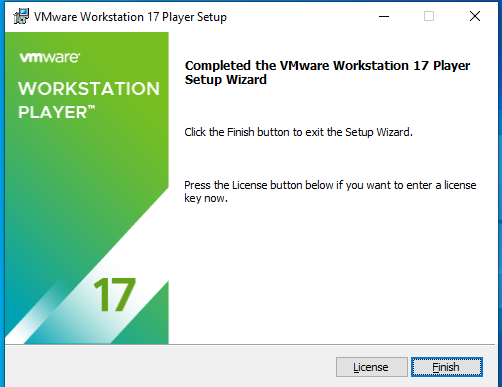 VMware Workstation 17 Player Setup
vmware®
WORKSTATION
PLAYER™
17
Completed the VMware Workstation 17 Player
Setup Wizard
Click the Finish button to exit the Setup Wizard.
Press the License button below if you want to enter a license
key now.
License
Finish